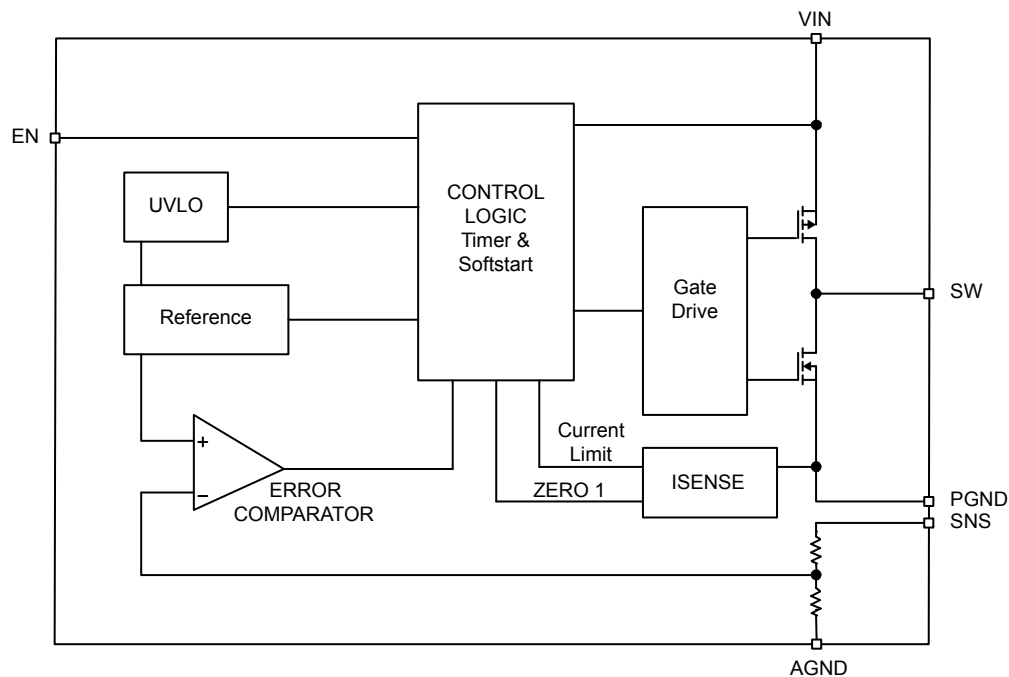 VIN
EN
UVLO
CONTROL
LOGIC
Timer &
Softstart
Gate
Drive
SW
Reference
+
−
ERROR
COMPARATOR
Current
Limit
ZERO 1
ISENSE
PGND
SNS
AGND